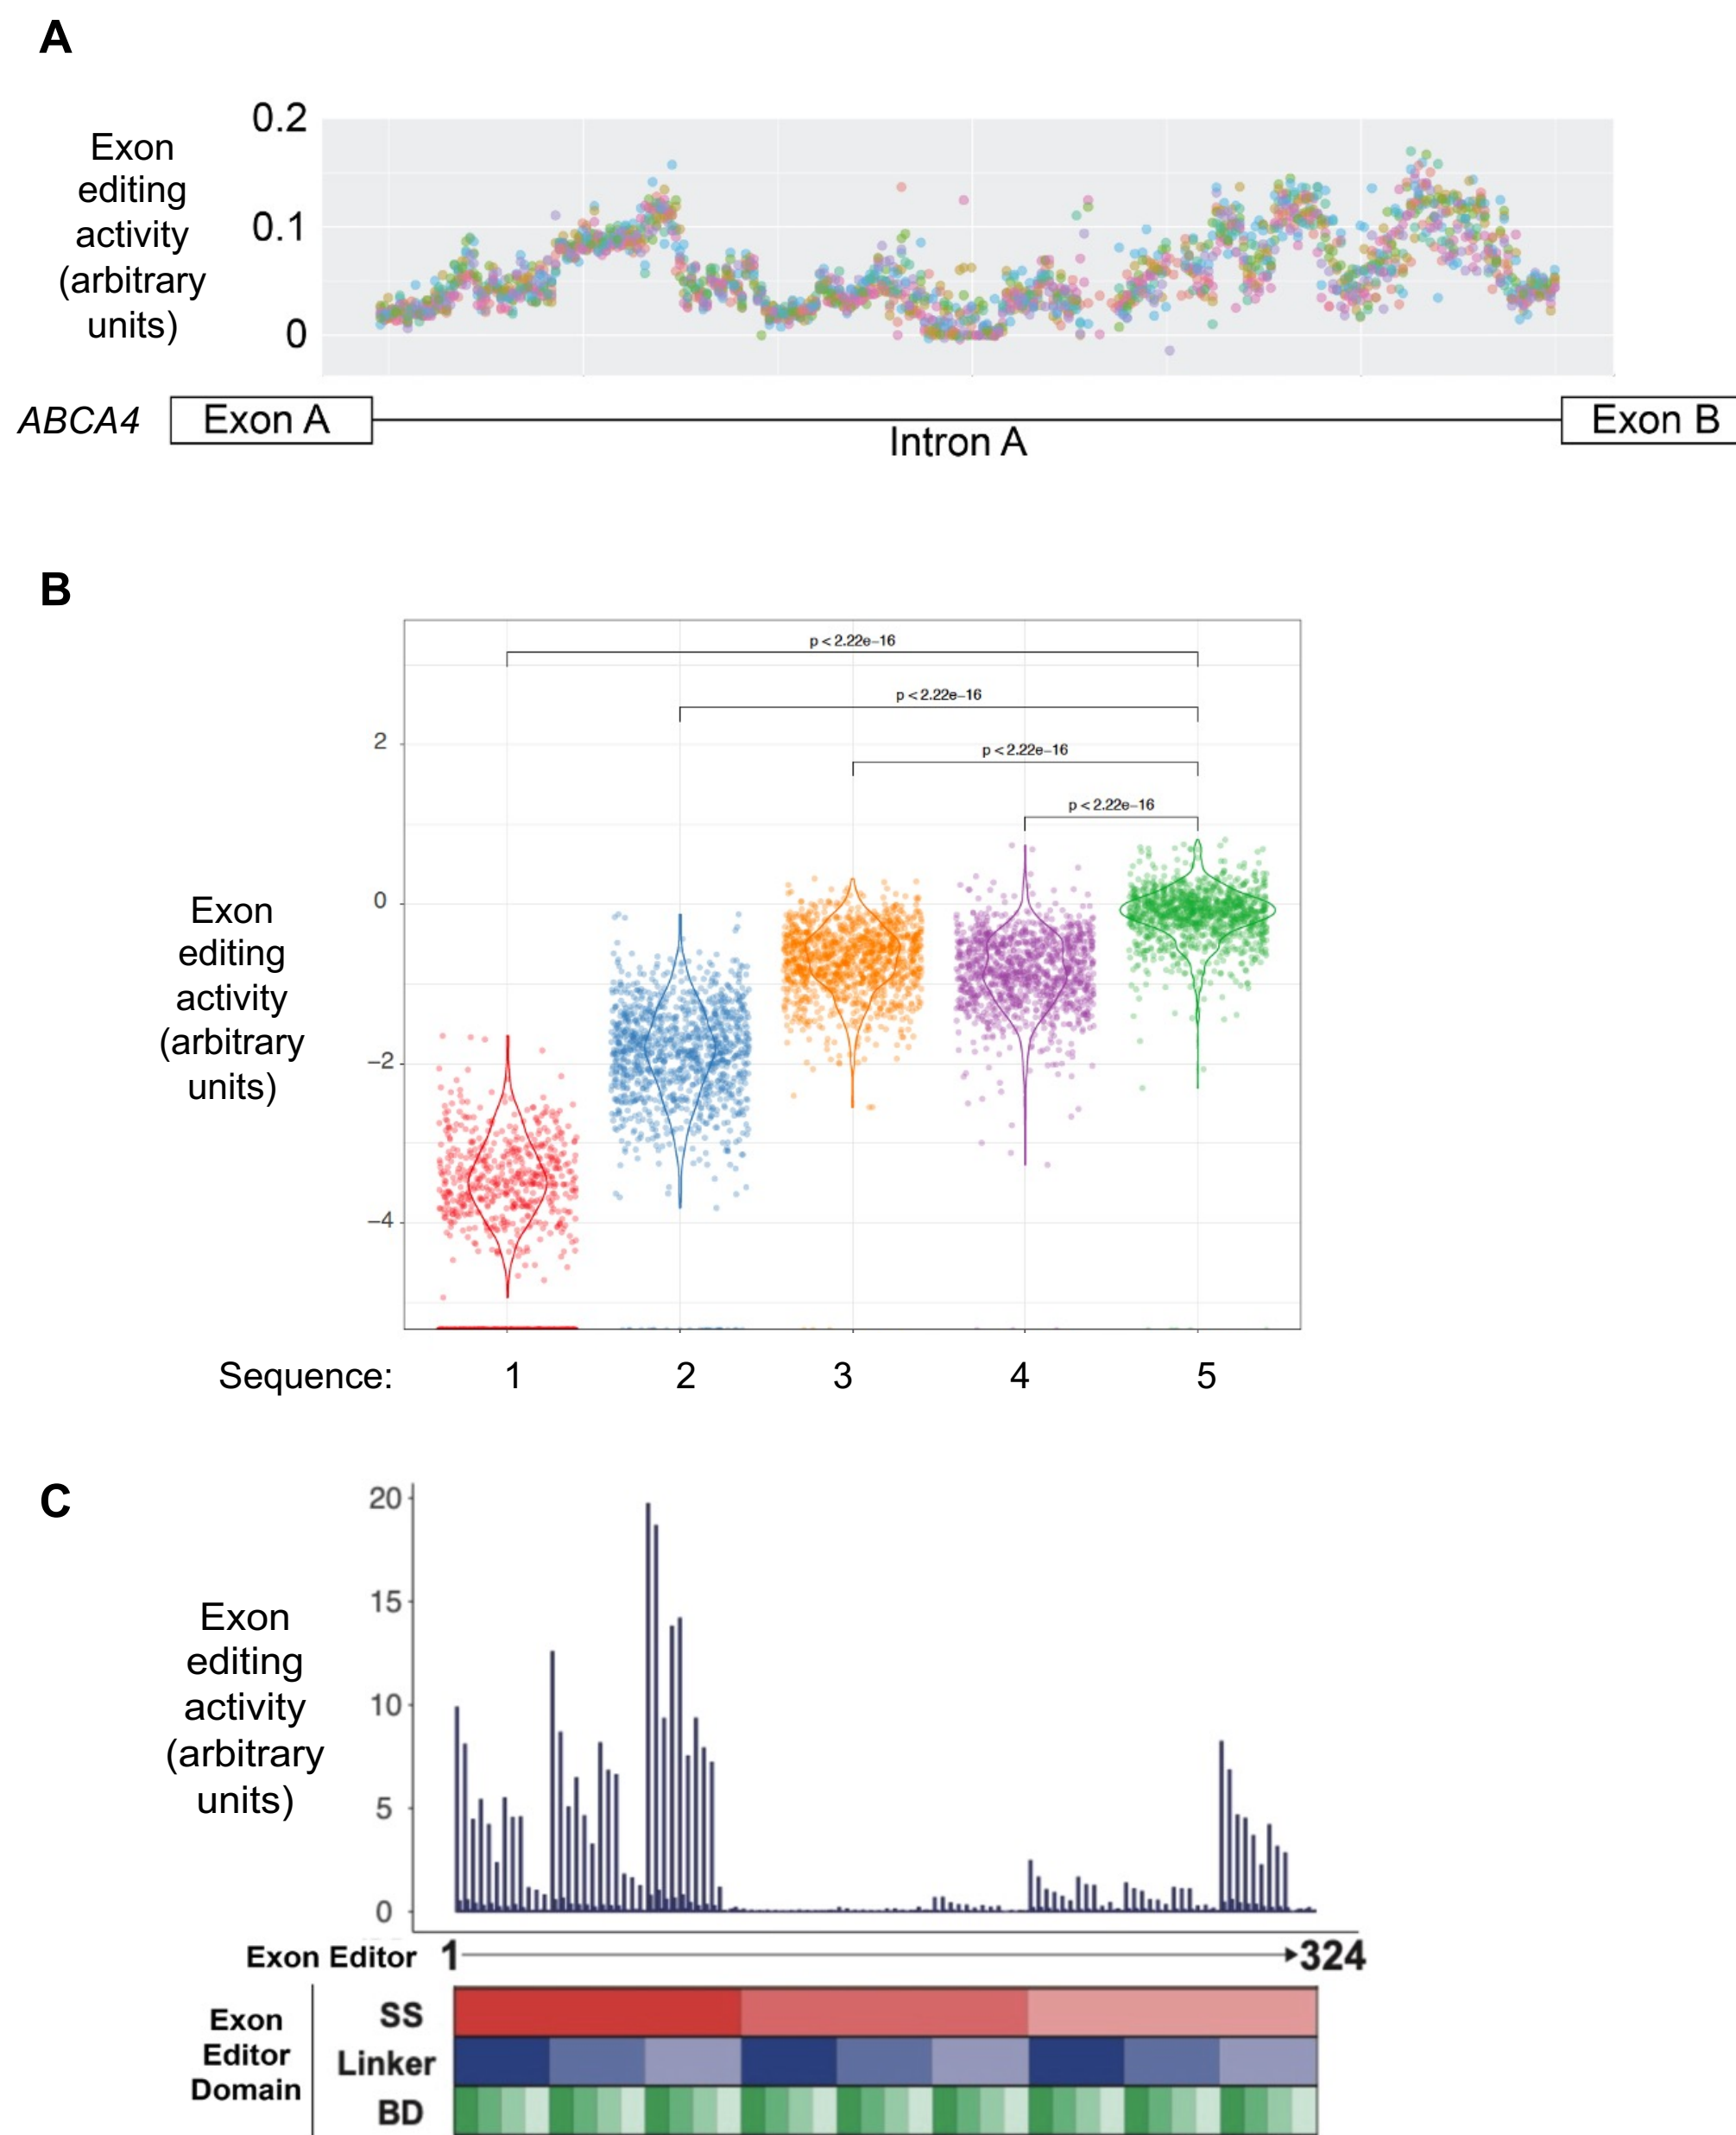 A
Exon
editing
activity
(arbitrary
units)
0.2
0.1
0
ABCA4
Exon A
Intron A
Exon B
B
Exon
editing
activity
(arbitrary
units)
2
0
−2
−4
p < 2.22e−16
p < 2.22e−16
p < 2.22e−16
p < 2.22e−16
Sequence: 1 2 3 4 5
C
Exon
editing
activity
(arbitrary
units)
20
15
10
5
0
Exon Editor 1 324
Exon
Editor
Domain
SS
Linker
BD